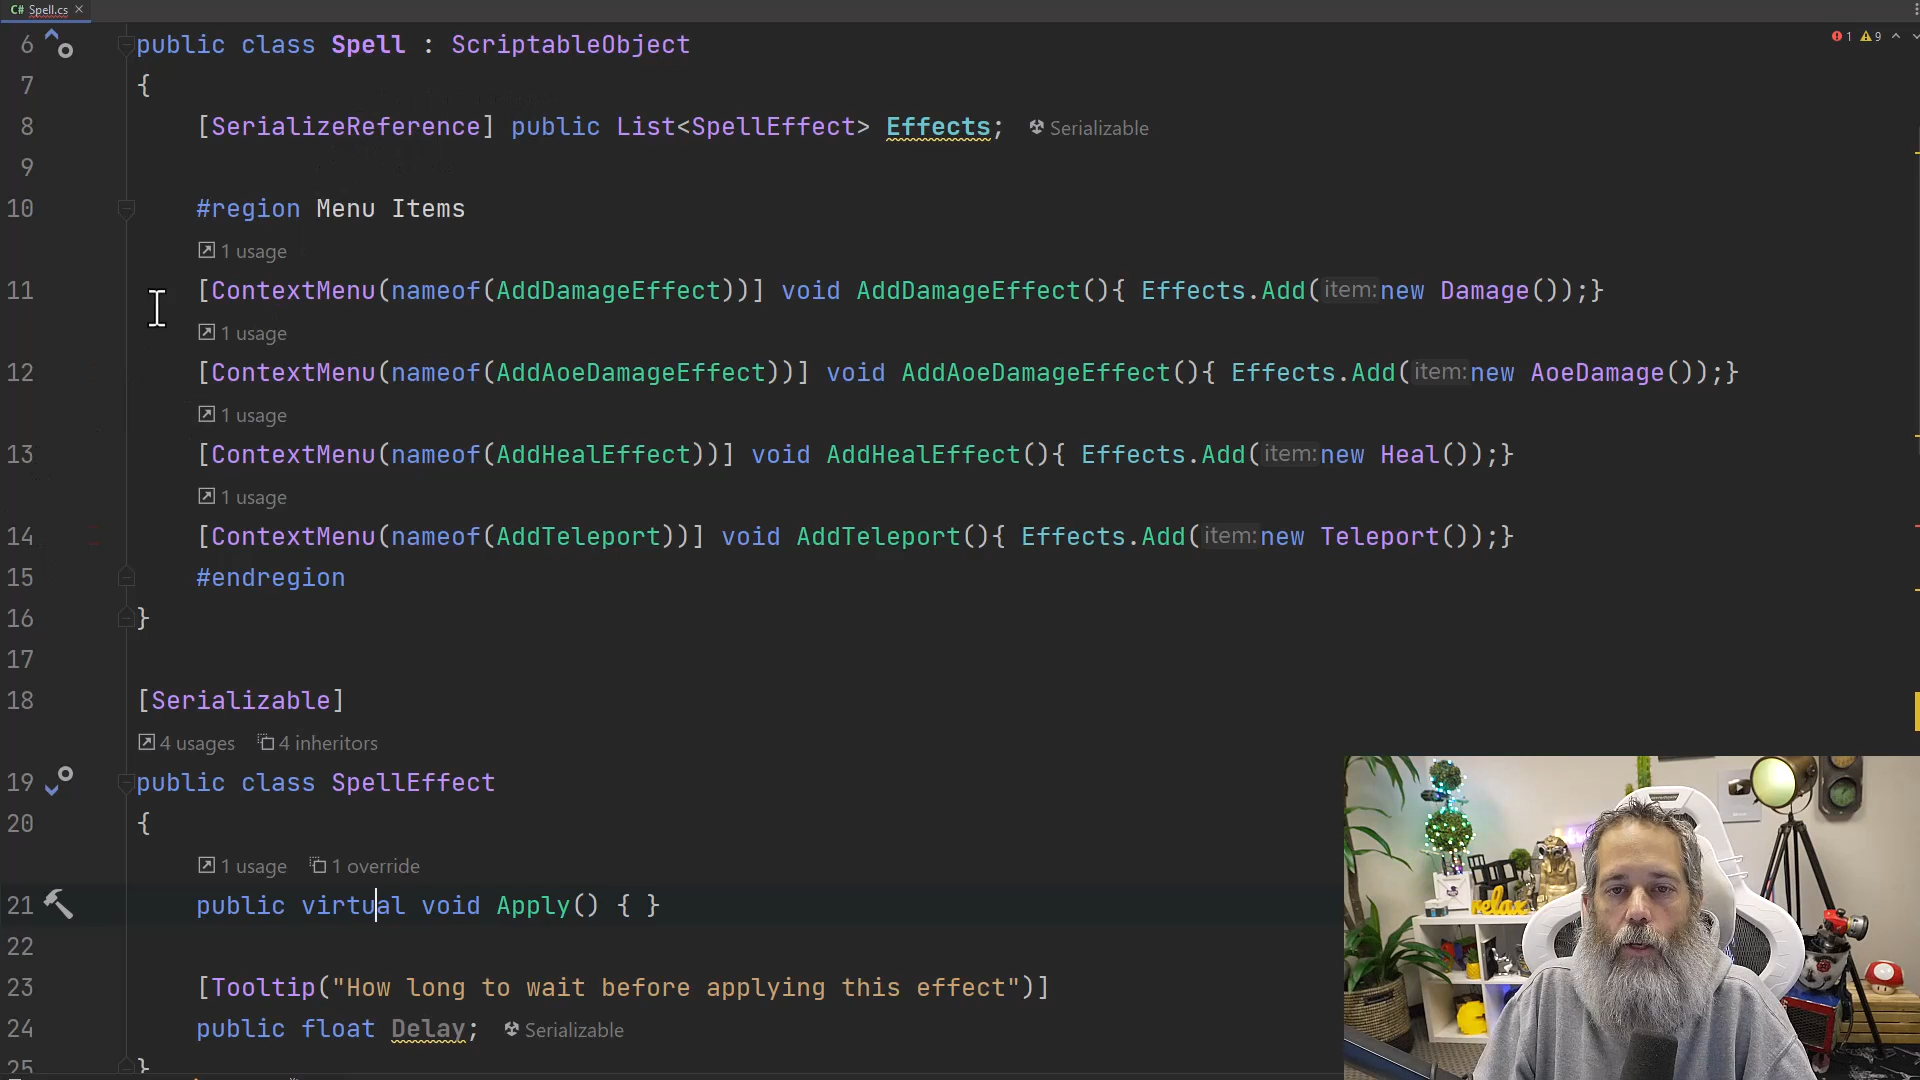 C# Spell.cs ×
6 public class Spell : ScriptableObject
1 9
7 {
8 [SerializeReference] public List<SpellEffect> Effects; Serializable
9
10 #region Menu Items
1 usage
11 [ContextMenu(nameof(AddDamageEffect))] void AddDamageEffect(){ Effects.Add(item: new Damage());}
1 usage
12 [ContextMenu(nameof(AddAoeDamageEffect))] void AddAoeDamageEffect(){ Effects.Add(item: new AoeDamage());}
1 usage
13 [ContextMenu(nameof(AddHealEffect))] void AddHealEffect(){ Effects.Add(item: new Heal());}
1 usage
14 [ContextMenu(nameof(AddTeleport))] void AddTeleport(){ Effects.Add(item: new Teleport());}
15 #endregion
16 }
17
18 [Serializable]
4 usages 4 inheritors
19 public class SpellEffect
20 {
1 usage 1 override
21 public virtual void Apply() { }
22
23 [Tooltip("How long to wait before applying this effect")]
24 public float Delay; Serializable
25 }
relax